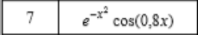 7 e^{-x^2} cos(0,8x)